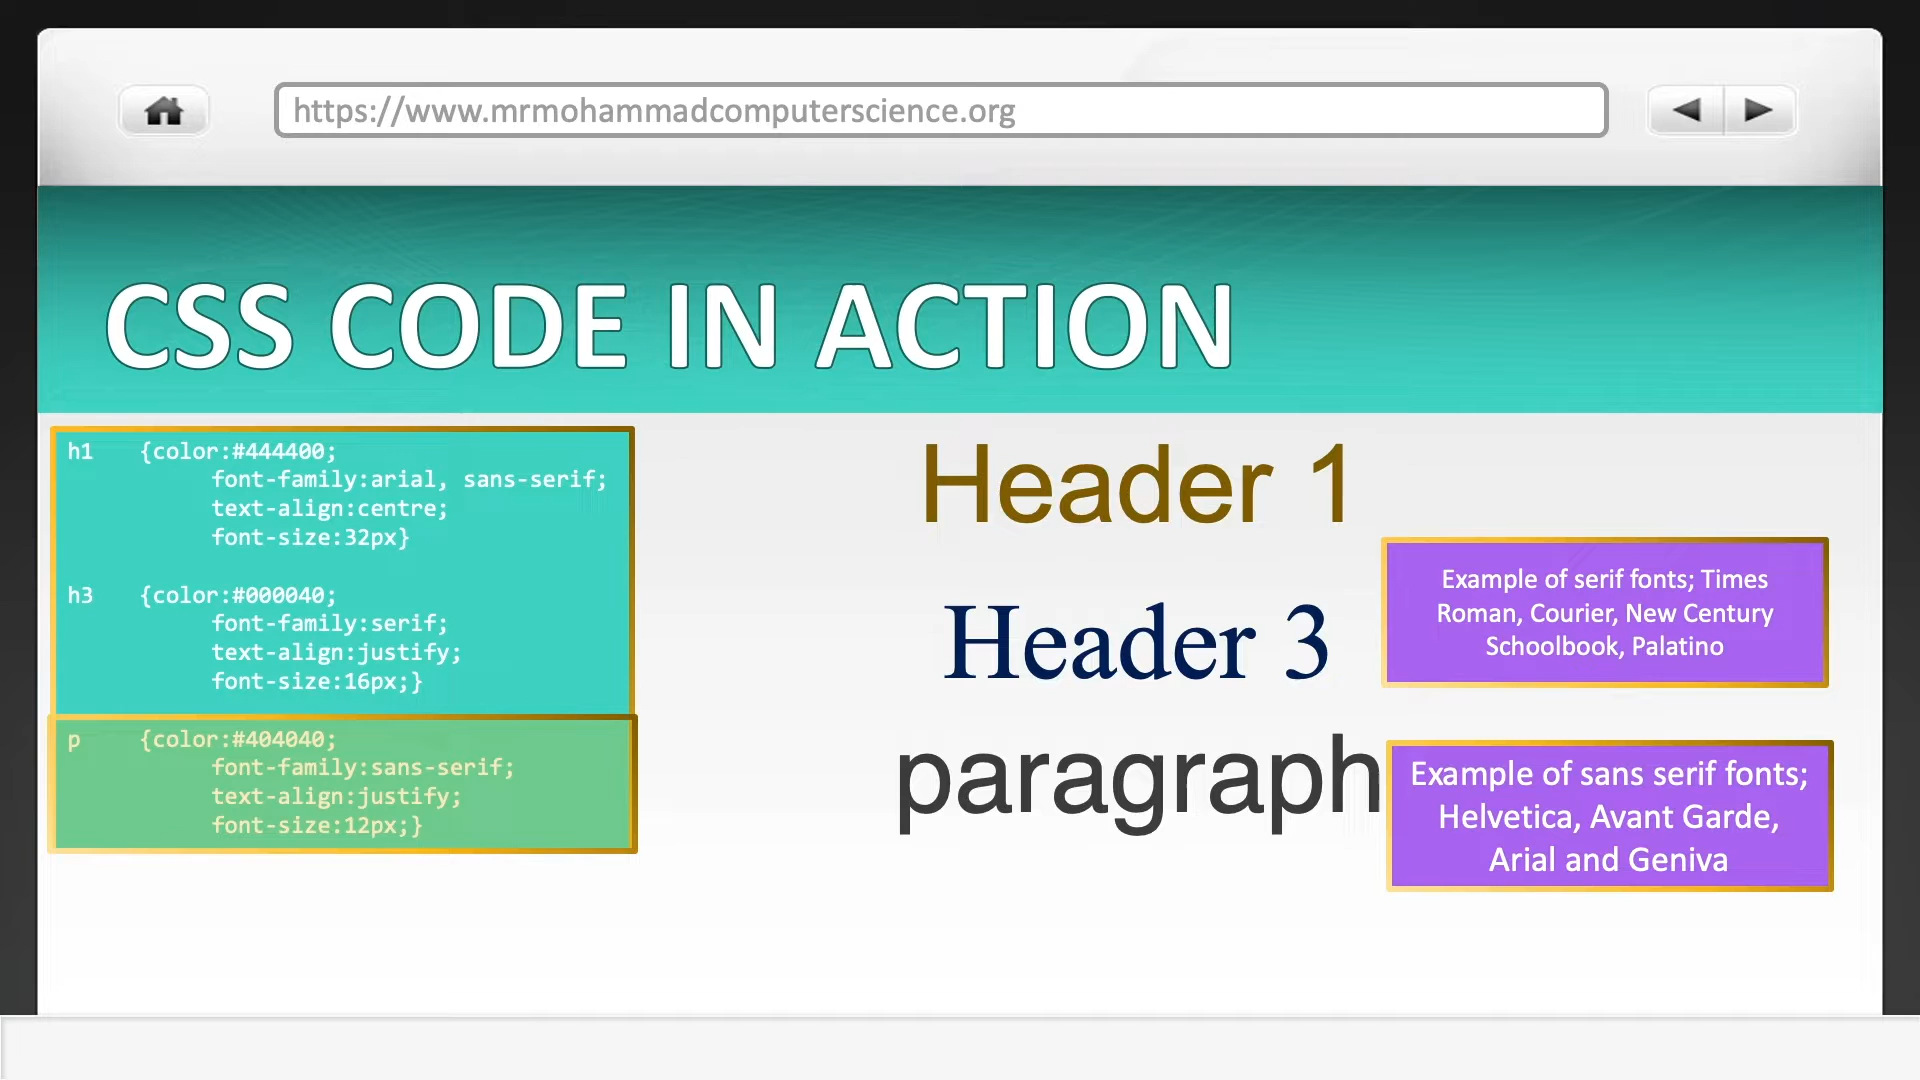 https://www.mrmohammadcomputerscience.org
CSS CODE IN ACTION
h1 {color:#444400;
font-family:arial, sans-serif;
text-align:centre;
font-size:32px}
h3 {color:#000040;
font-family:serif;
text-align:justify;
font-size:16px;}
p {color:#404040;
font-family:sans-serif;
text-align:justify;
font-size:12px;}
Header 1
Header 3
Example of serif fonts; Times
Roman, Courier, New Century
Schoolbook, Palatino
paragraph
Example of sans serif fonts;
Helvetica, Avant Garde,
Arial and Geniva